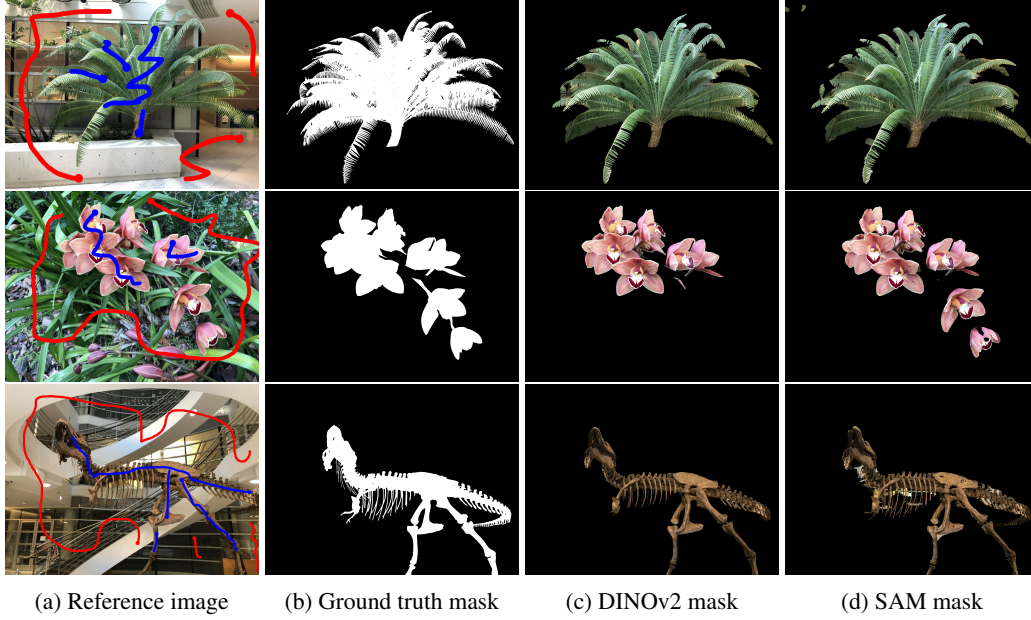 (a) Reference image
(b) Ground truth mask
(c) DINOv2 mask
(d) SAM mask